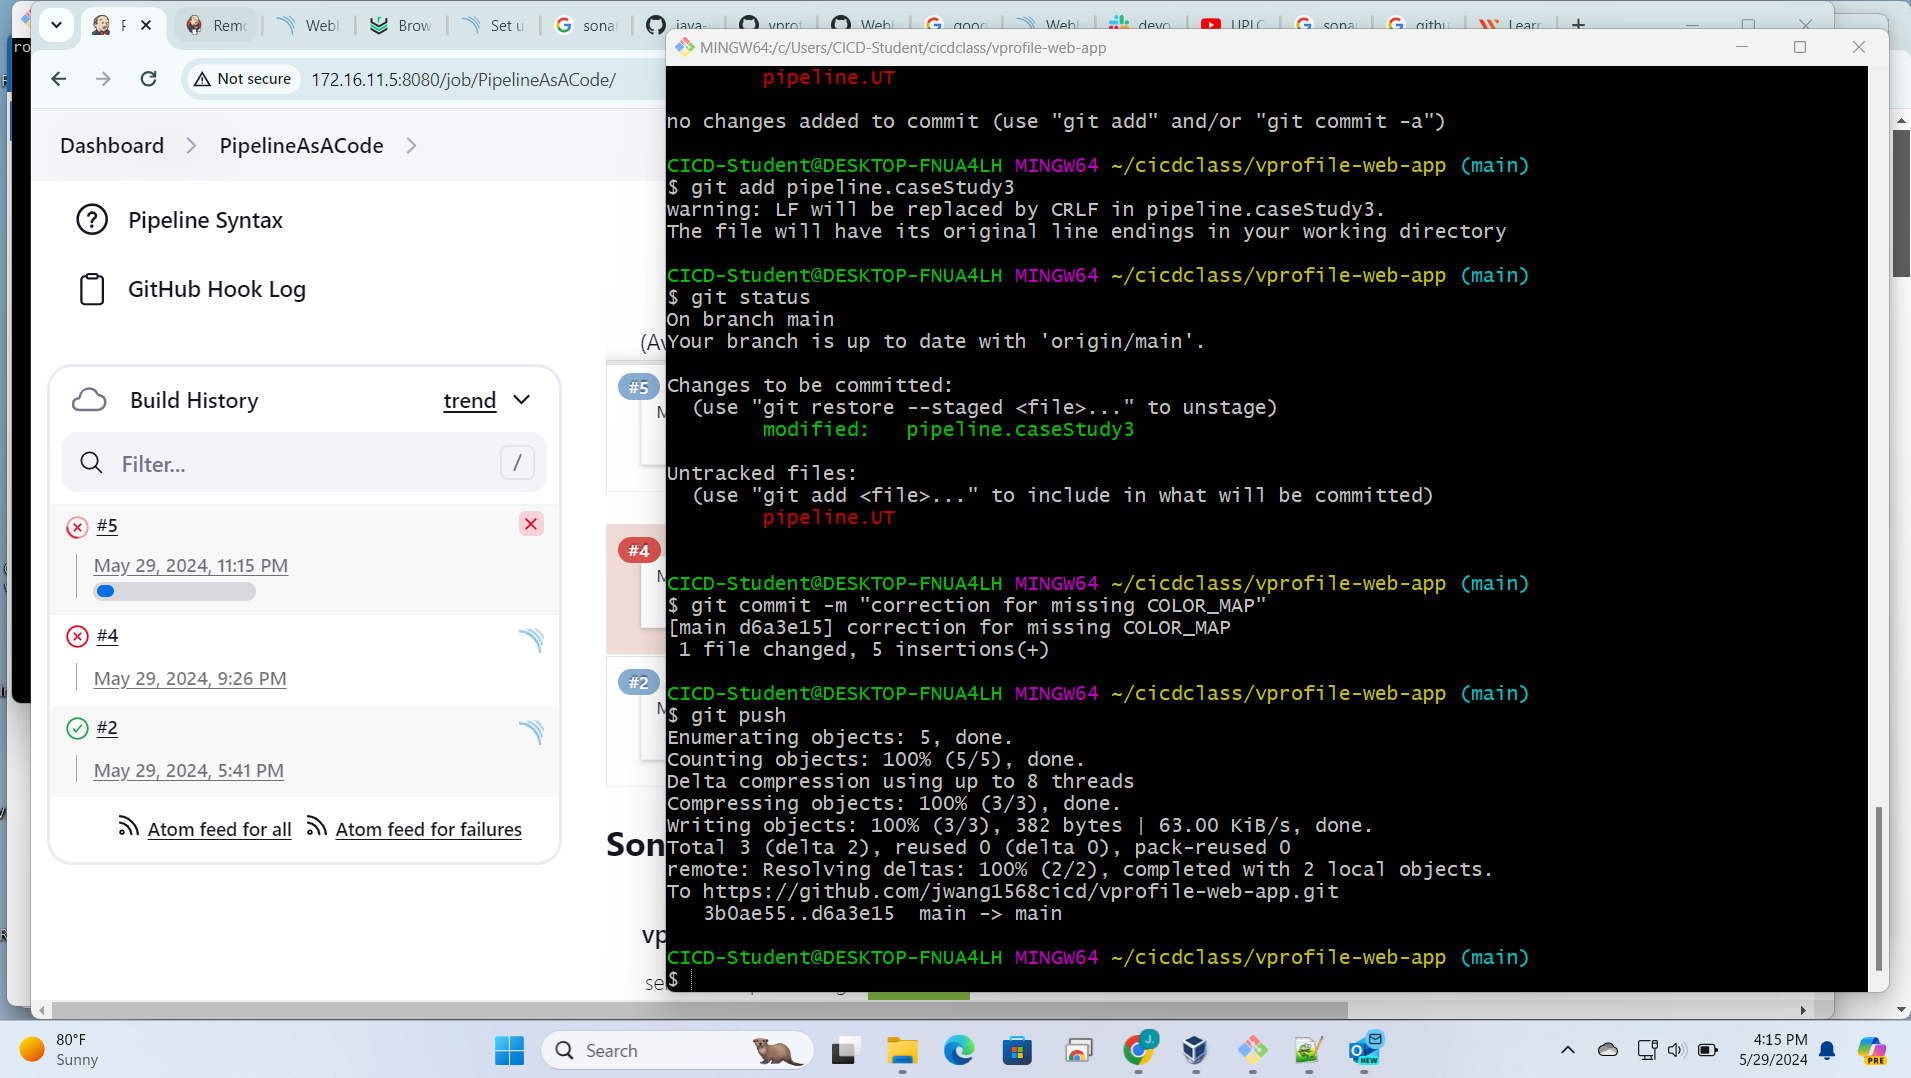 F
Remo
Webh
Brow
Set u
sona
java-
vprof
Webh
goog
Webh
devo
UPLC
sona
githu
Learn
Not secure
172.16.11.5:8080/job/PipelineAsACode/
Dashboard
PipelineAsACode
Pipeline Syntax
GitHub Hook Log
Build History
trend
Filter...
/
#5
May 29, 2024, 11:15 PM
#4
May 29, 2024, 9:26 PM
#2
May 29, 2024, 5:41 PM
Atom feed for all
Atom feed for failures
(Av
#5
M
#4
M
#2
M
Son
vp
MINGW64:/c/Users/CICD-Student/cicdclass/vprofile-web-app
pipeline.UT
no changes added to commit (use "git add" and/or "git commit -a")
CICD-Student@DESKTOP-FNUA4LH MINGW64 ~/cicdclass/vprofile-web-app (main)
$ git add pipeline.caseStudy3
warning: LF will be replaced by CRLF in pipeline.caseStudy3.
The file will have its original line endings in your working directory
CICD-Student@DESKTOP-FNUA4LH MINGW64 ~/cicdclass/vprofile-web-app (main)
$ git status
On branch main
Your branch is up to date with 'origin/main'.
Changes to be committed:
(use "git restore --staged <file>..." to unstage)
modified: pipeline.caseStudy3
Untracked files:
(use "git add <file>..." to include in what will be committed)
pipeline.UT
CICD-Student@DESKTOP-FNUA4LH MINGW64 ~/cicdclass/vprofile-web-app (main)
$ git commit -m "correction for missing COLOR_MAP"
[main d6a3e15] correction for missing COLOR_MAP
1 file changed, 5 insertions(+)
CICD-Student@DESKTOP-FNUA4LH MINGW64 ~/cicdclass/vprofile-web-app (main)
$ git push
Enumerating objects: 5, done.
Counting objects: 100% (5/5), done.
Delta compression using up to 8 threads
Compressing objects: 100% (3/3), done.
Writing objects: 100% (3/3), 382 bytes | 63.00 KiB/s, done.
Total 3 (delta 2), reused 0 (delta 0), pack-reused 0
remote: Resolving deltas: 100% (2/2), completed with 2 local objects.
To https://github.com/jwang1568cicd/vprofile-web-app.git
3b0ae55..d6a3e15 main -> main
CICD-Student@DESKTOP-FNUA4LH MINGW64 ~/cicdclass/vprofile-web-app (main)
$
80°F
Sunny
Search
J
NEW
4:15 PM
5/29/2024
PRE